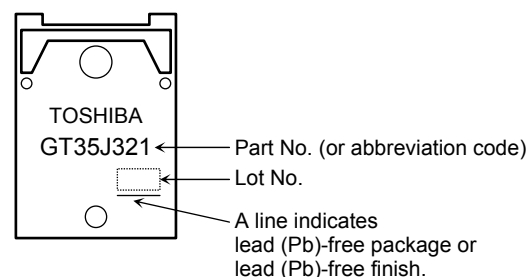 TOSHIBA
GT35J321
Part No. (or abbreviation code)
Lot No.
A line indicates
lead (Pb)-free package or
lead (Pb)-free finish.